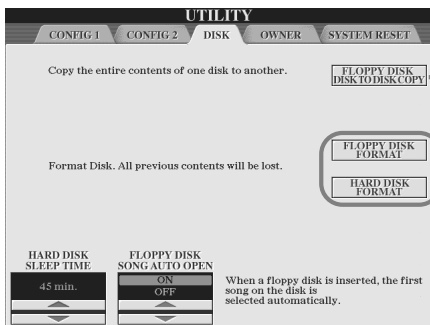 UTILITY
CONFIG 1 CONFIG 2 DISK OWNER SYSTEM RESET
Copy the entire contents of one disk to another.
FLOPPY DISK
DISK TO DISK COPY
FLOPPY DISK
FORMAT
Format Disk. All previous contents will be lost.
HARD DISK
FORMAT
HARD DISK
SLEEP TIME
45 min.
FLOPPY DISK
SONG AUTO OPEN
ON
OFF
When a floppy disk is inserted, the first
song on the disk is
selected automatically.